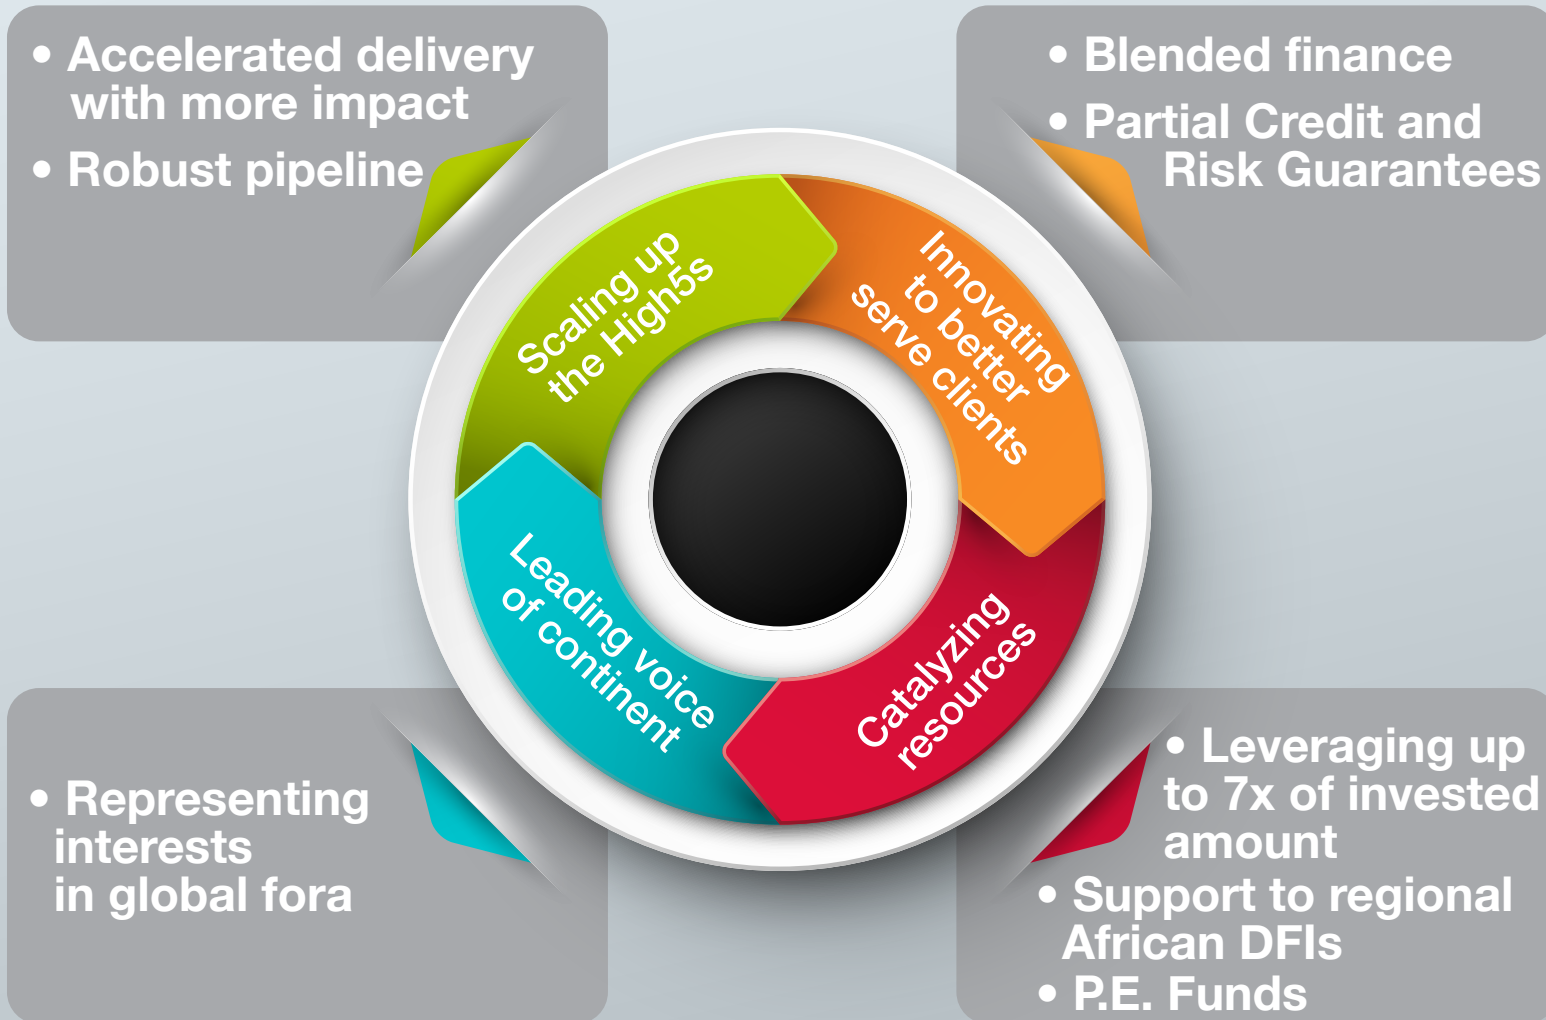 • Accelerated delivery
with more impact
• Robust pipeline
• Blended finance
• Partial Credit and
Risk Guarantees
Scaling up
the High5s
Innovating
to better
serve clients
Leading voice
of continent
Catalyzing
resources
• Representing
interests
in global fora
• Leveraging up
to 7x of invested
amount
• Support to regional
African DFIs
• P.E. Funds